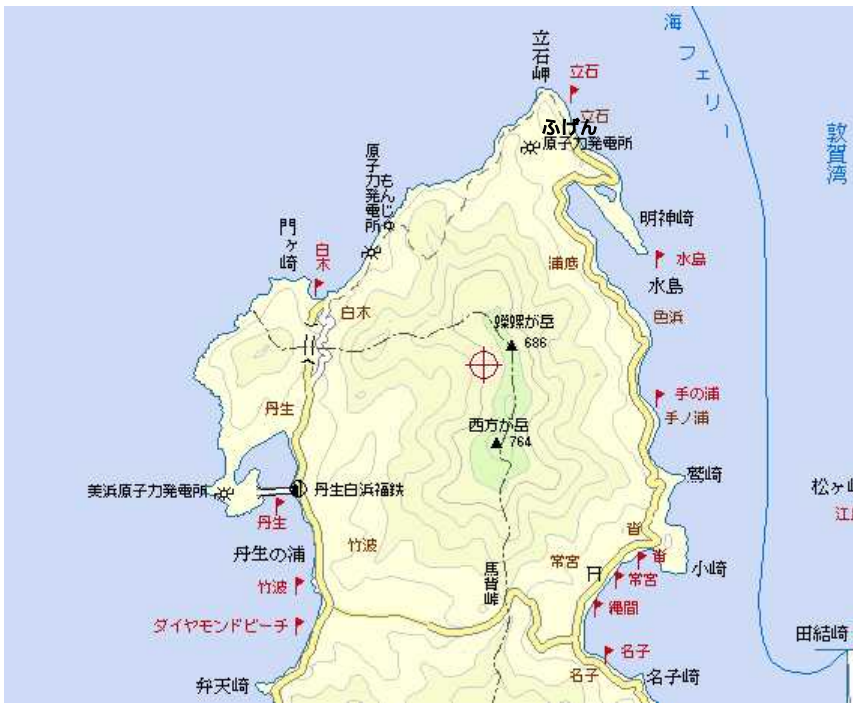 海フェリー
立石岬
立石
立石
ふげん
原子力発電所
敦賀湾
原子力発電所
もんじゅ
門ヶ崎
白木
白木
明神崎
水島
水島
浦底
色浜
蠑螺が岳
686
手の浦
手ノ浦
丹生
西方が岳
764
鷲崎
松ヶ崎
江良
美浜原子力発電所
丹生白浜福鉄
丹生
丹生の浦
竹波
沓
沓
常宮
常宮
小崎
馬背峠
竹波
縄間
ダイヤモンドビーチ
田結崎
名子
名子
名子崎
弁天崎